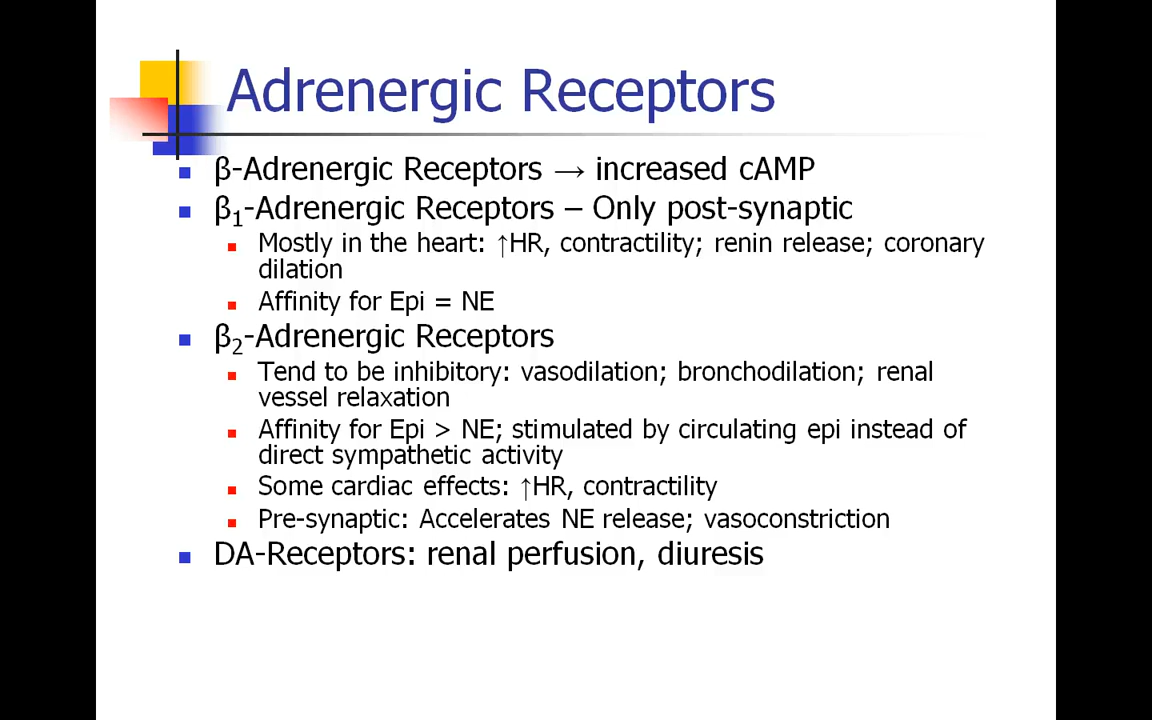 Adrenergic Receptors
β-Adrenergic Receptors → increased cAMP
β₁-Adrenergic Receptors – Only post-synaptic
Mostly in the heart: ↑HR, contractility; renin release; coronary
dilation
Affinity for Epi = NE
β₂-Adrenergic Receptors
Tend to be inhibitory: vasodilation; bronchodilation; renal
vessel relaxation
Affinity for Epi > NE; stimulated by circulating epi instead of
direct sympathetic activity
Some cardiac effects: ↑HR, contractility
Pre-synaptic: Accelerates NE release; vasoconstriction
DA-Receptors: renal perfusion, diuresis